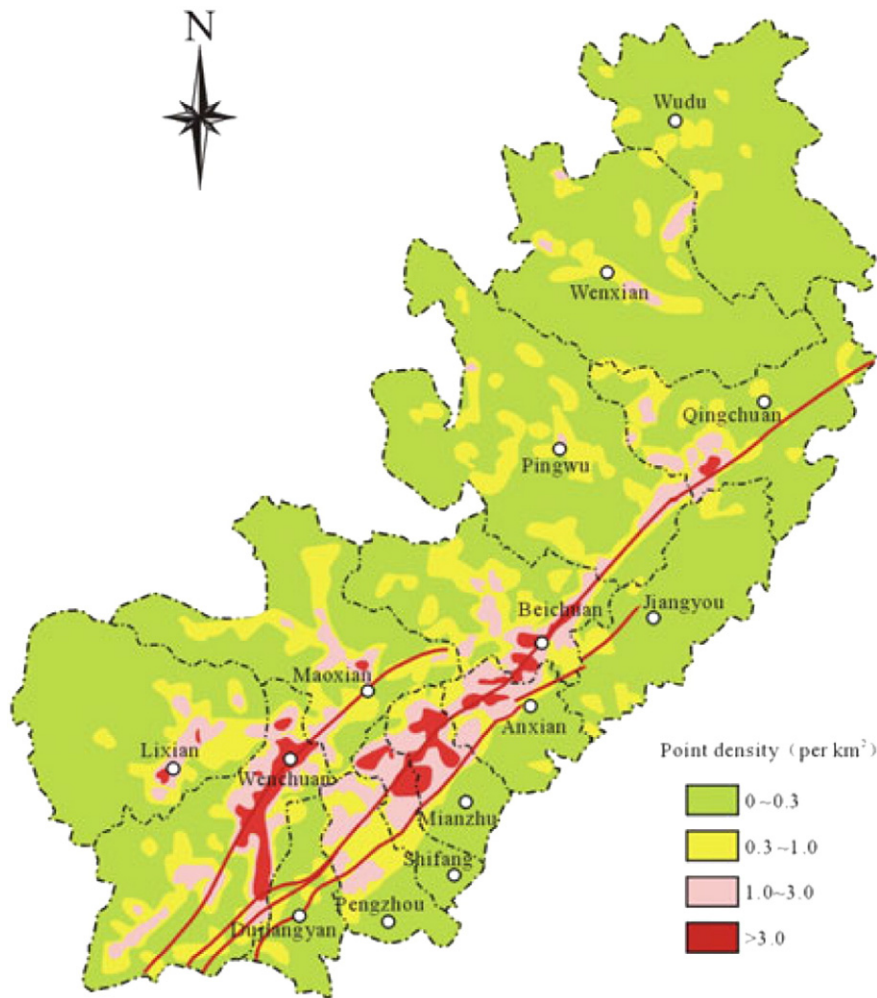 N
Wudu
Wenxian
Qingchuan
Pingwu
Beichuan
Jiangyou
Maoxian
Anxian
Lixian
Wenchuan
Point density (per km²)
0~0.3
Mianzhu
0.3~1.0
Shifang
1.0~3.0
Pengzhou
Dujiangyan
>3.0